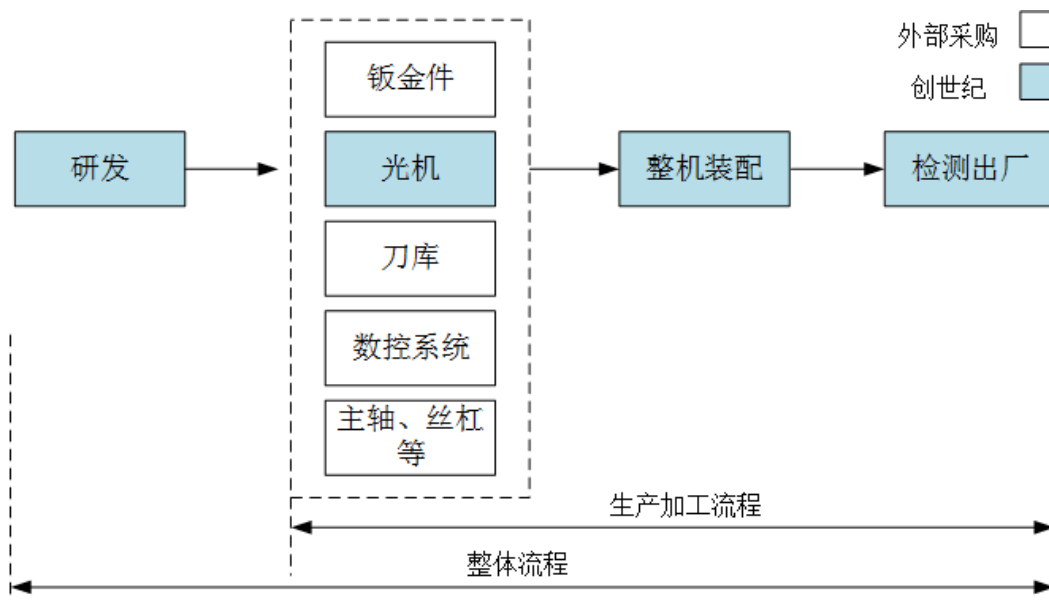 外部采购
创世纪
钣金件
研发
光机
整机装配
检测出厂
刀库
数控系统
主轴、丝杠
等
生产加工流程
整体流程